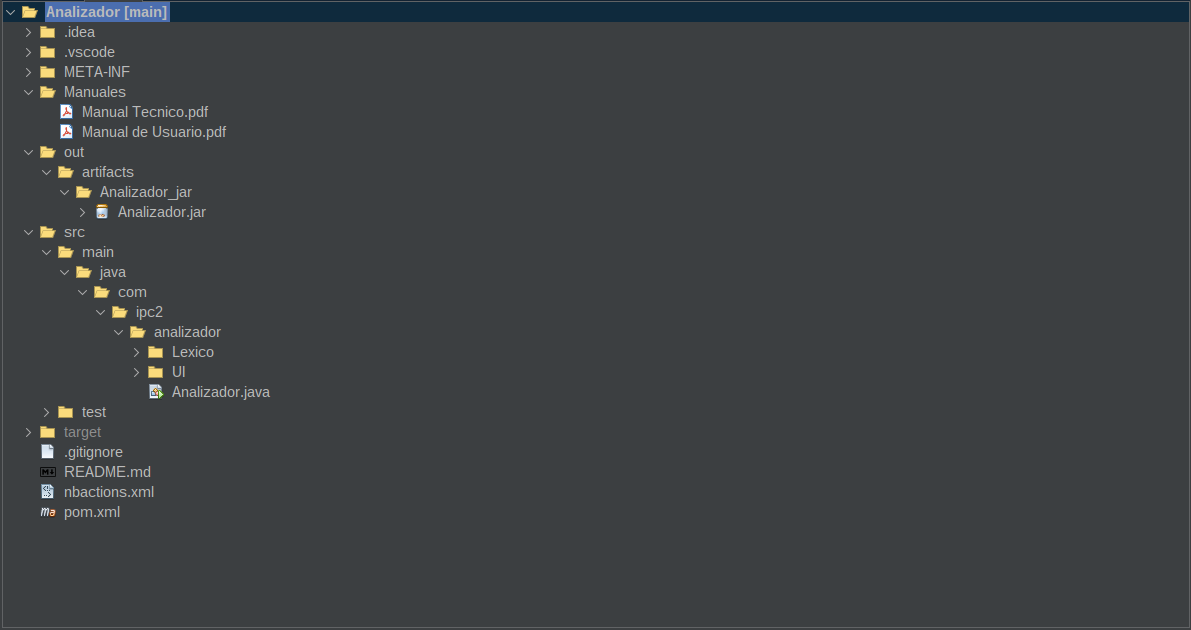 Analizador [main]
.idea
.vscode
META-INF
Manuales
Manual Tecnico.pdf
Manual de Usuario.pdf
out
artifacts
Analizador_jar
Analizador.jar
src
main
java
com
ipc2
analizador
Lexico
UI
Analizador.java
test
target
.gitignore
README.md
nbactions.xml
pom.xml